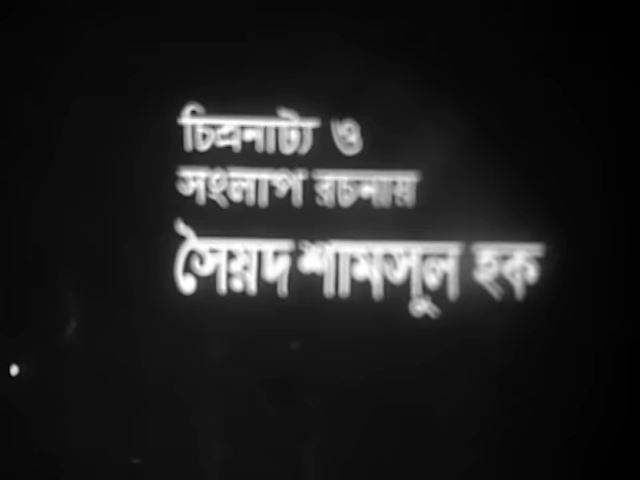 চিত্রনাট্য ও
সংলাপ রচনায়
সৈয়দ শামসুল হক